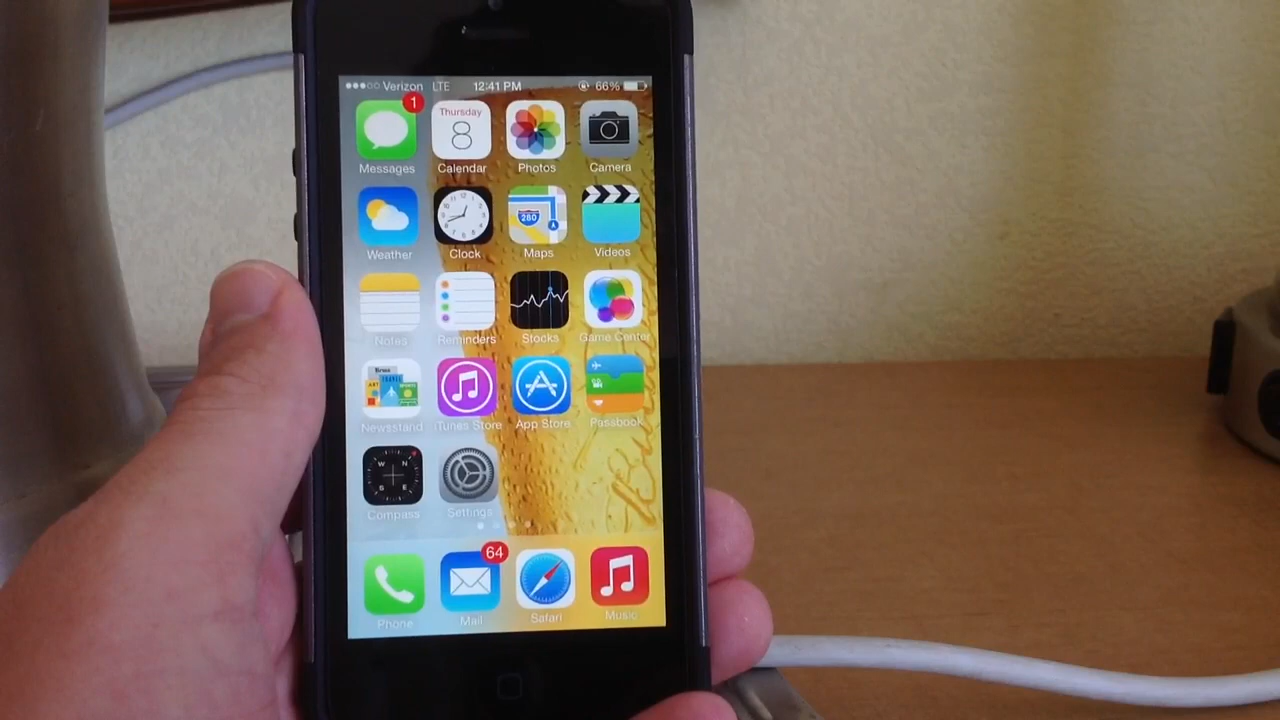 Verizon LTE 12:41 PM 66%
1
Thursday
8
Messages Calendar Photos Camera
280
Weather Clock Maps Videos
Notes Reminders Stocks Game Center
Newsstand iTunes Store App Store Passbook
W N
S E
Compass Settings
64
Phone Mail Safari Music